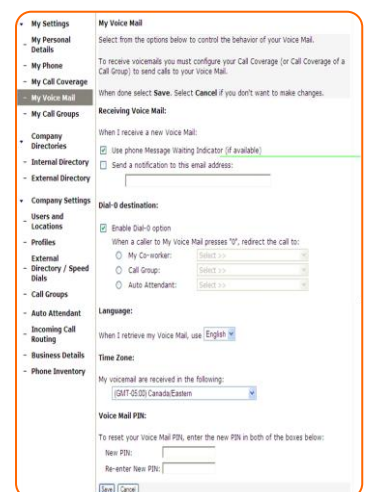 My Settings
My Personal
Details
My Phone
My Call Coverage
My Voice Mail
My Call Groups
Company
Directories
Internal Directory
External Directory
Company Settings
Users and
Locations
Profiles
External
Directory / Speed
Dials
Call Groups
Auto Attendant
Incoming Call
Routing
Business Details
Phone Inventory
My Voice Mail
Select from the options below to control the behavior of your Voice Mail.
To receive voicemails you must configure your Call Coverage (or Call Coverage of a
Call Group) to send calls to your Voice Mail.
When done select Save. Select Cancel if you don't want to make changes.
Receiving Voice Mail:
When I receive a new Voice Mail:
Use phone Message Waiting Indicator (if available)
Send a notification to this email address:
Dial-0 destination:
Enable Dial-0 option
When a caller to My Voice Mail presses "0", redirect the call to:
My Co-worker: Select >>
Call Group: Select >>
Auto Attendant: Select >>
Language:
When I retrieve my Voice Mail, use English
Time Zone:
My voicemail are received in the following:
(GMT-05:00) Canada/Eastern
Voice Mail PIN:
To reset your Voice Mail PIN, enter the new PIN in both of the boxes below:
New PIN:
Re-enter New PIN:
Save Cancel